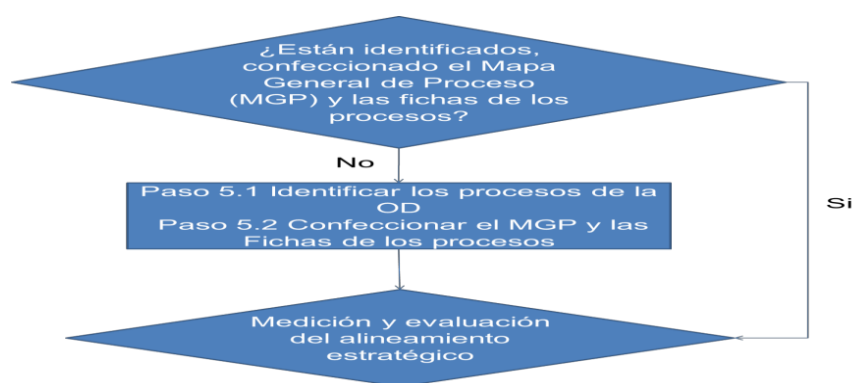 ¿Están identificados,
confeccionado el Mapa
General de Proceso
(MGP) y las fichas de los
procesos?
No
Paso 5.1 Identificar los procesos de la
OD
Paso 5.2 Confeccionar el MGP y las
Fichas de los procesos
Si
Medición y evaluación
del alineamiento
estratégico